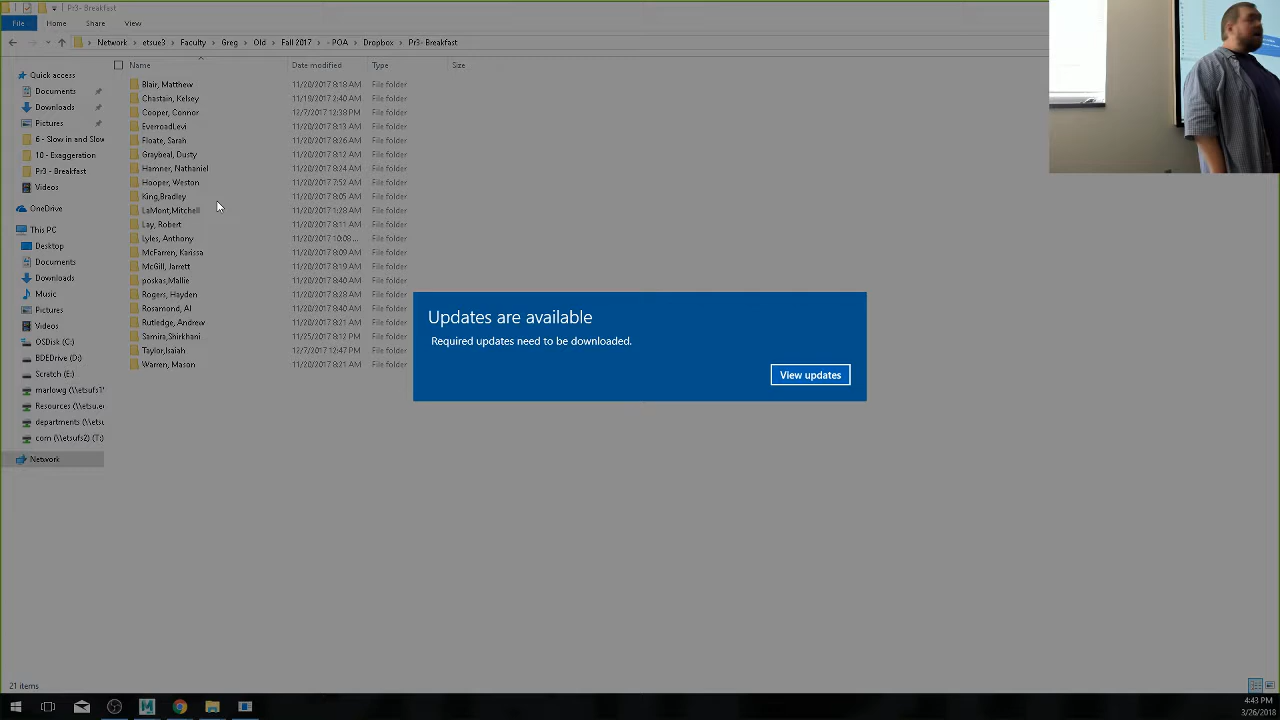 Pr3- Breakfast
File Home Share View
Network etsue3 Faculty Greg Old Fall 2017 - POA Dropbox Pr3- Breakfast
Name Date modified Type Size
Quick access
Documents
Downloads
Pictures
6 - Slow in and Slow
10 - Exaggeration
Pr3 - Breakfast
Videos
OneDrive
This PC
Desktop
Documents
Downloads
Music
Pictures
Videos
OSDisk (C:)
BDEDrive (D:)
Scratch (E:)
marlowg (\\etsufs1
Resources (\\etsu.e
departments (\\etsu
com (\\etsufs2) (T:)
Network
Blair, Matthew 11/20/2017 8:18 AM File folder
Chastain, Kelsey 11/19/2017 2:40 AM File folder
Cooper, Connor 12/7/2017 12:38 PM File folder
EveroadLevi 11/20/2017 8:13 AM File folder
Floate, Sarah 11/20/2017 8:26 AM File folder
Graybeal, Dusty 11/20/2017 8:12 AM File folder
Hamner, Nathaniel 11/20/2017 8:24 AM File folder
Hooper, Weston 11/20/2017 7:52 AM File folder
King,Bradley 11/20/2017 8:05 AM File folder
LaMont,Mitchell 11/20/2017 1:28 AM File folder
Lay, Robert 11/20/2017 8:11 AM File folder
Lyles, Anthony 11/20/2017 10:08 ... File folder
McFarren, Karissa 11/20/2017 8:09 AM File folder
McGill, Jarrett 11/20/2017 8:19 AM File folder
poskas,Mallie 11/20/2017 8:40 AM File folder
Rogers, Hayden 11/20/2017 8:28 AM File folder
Rosamond, Al 11/20/2017 8:40 AM File folder
Rutledge, Andrew 11/20/2017 8:21 AM File folder
Samira,Shirkhani 11/25/2017 8:12 PM File folder
Taylor,Isaiah 12/7/2017 12:47 PM File folder
Warren, Mason 11/20/2017 8:21 AM File folder
Updates are available
Required updates need to be downloaded.
View updates
21 items
4:43 PM
3/26/2018